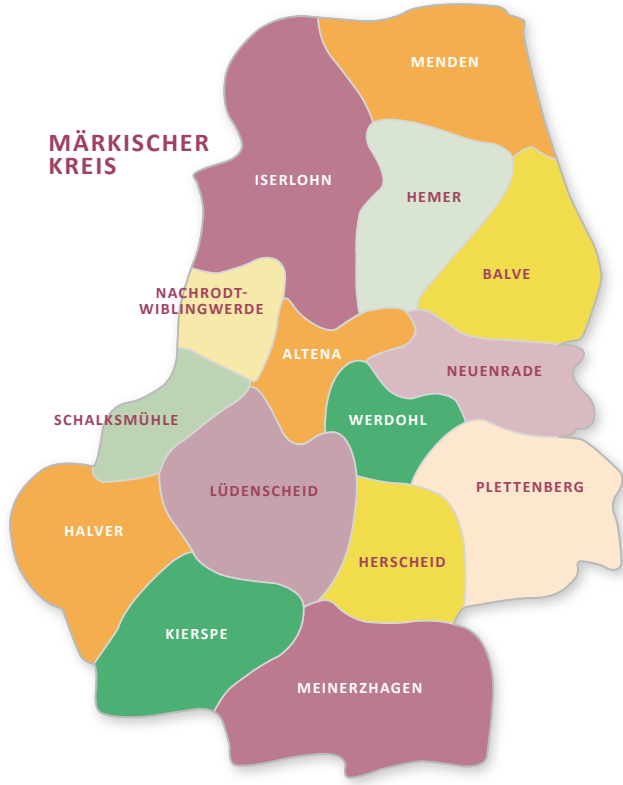 MENDEN
MÄRKISCHER
KREIS
ISERLOHN
HEMER
BALVE
NACHRODT-
WIBLINGWERDE
ALTENA
NEUENRADE
SCHALKSMÜHLE
WERDOHL
LÜDENSCHEID
PLETTENBERG
HALVER
HERSCHEID
KIERSPE
MEINERZHAGEN